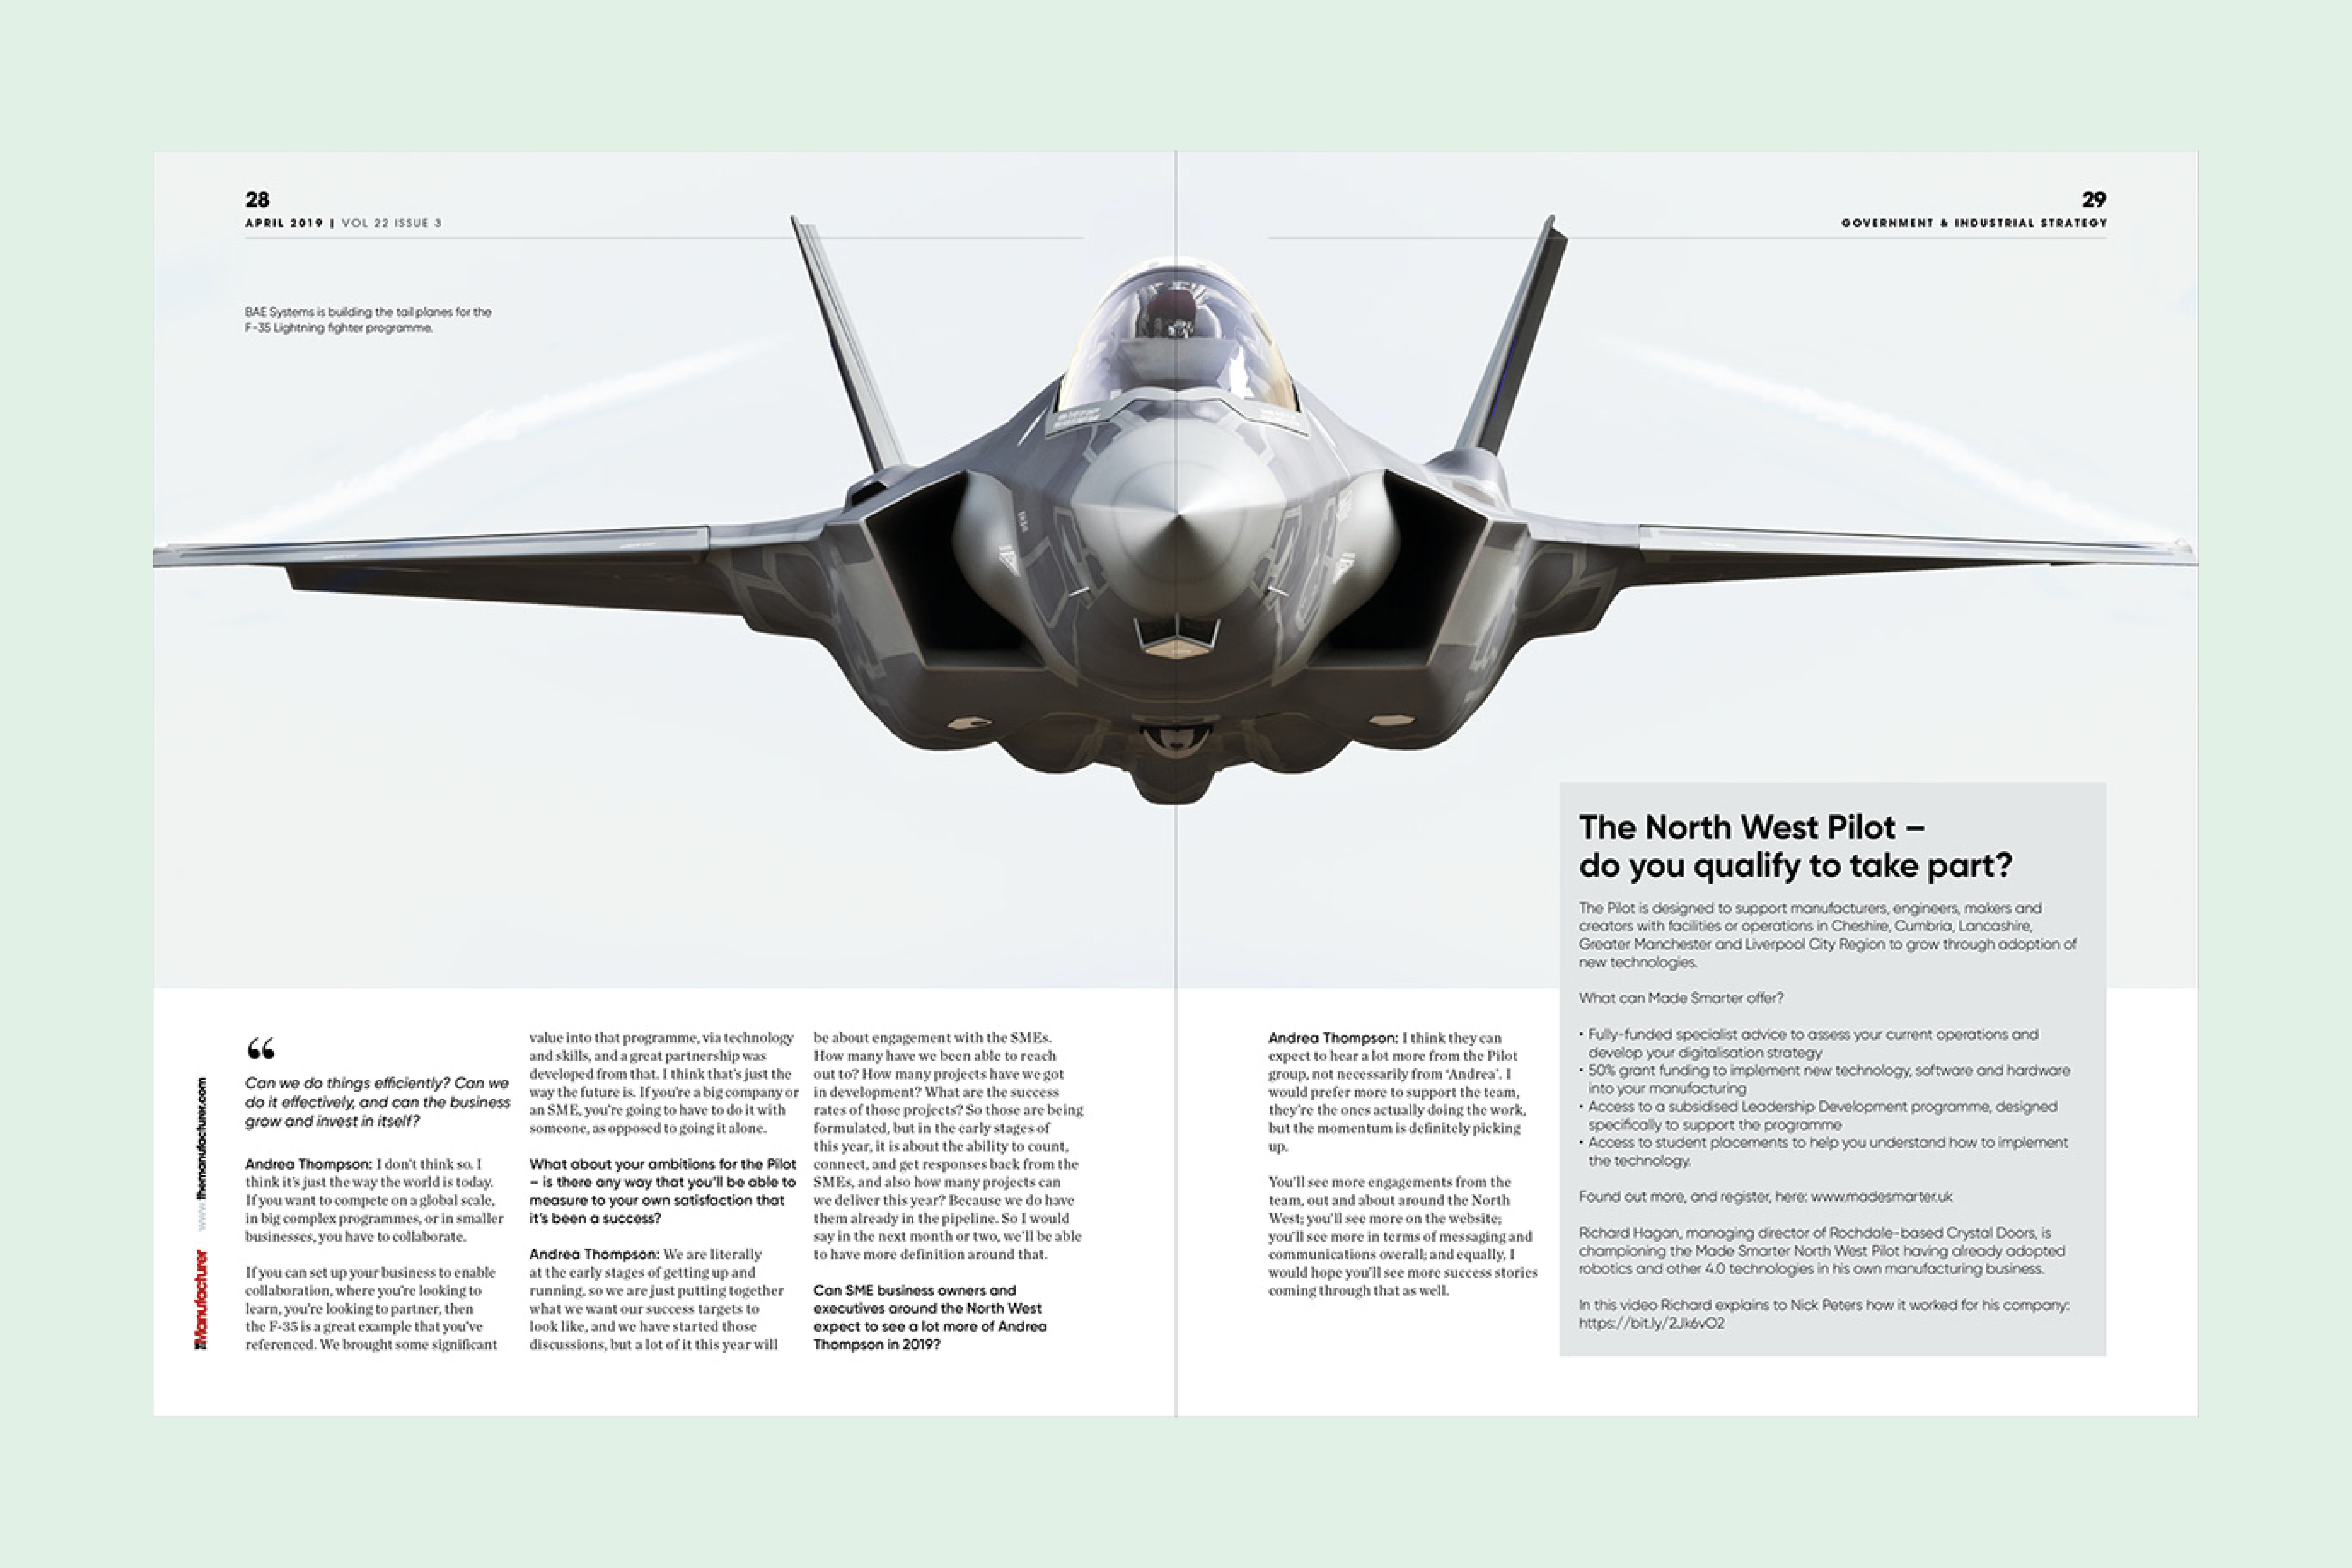 28
APRIL 2019 | VOL 22 ISSUE 3
29
GOVERNMENT & INDUSTRIAL STRATEGY
BAE Systems is building the tail planes for the
F-35 Lightning fighter programme.
www.themanufacturer.com
TheManufacturer
“
Can we do things efficiently? Can we
do it effectively, and can the business
grow and invest in itself?
Andrea Thompson: I don't think so. I
think it's just the way the world is today.
If you want to compete on a global scale,
in big complex programmes, or in smaller
businesses, you have to collaborate.
If you can set up your business to enable
collaboration, where you're looking to
learn, you're looking to partner, then
the F-35 is a great example that you've
referenced. We brought some significant
value into that programme, via technology
and skills, and a great partnership was
developed from that. I think that's just the
way the future is. If you're a big company or
an SME, you're going to have to do it with
someone, as opposed to going it alone.
What about your ambitions for the Pilot
– is there any way that you'll be able to
measure to your own satisfaction that
it's been a success?
Andrea Thompson: We are literally
at the early stages of getting up and
running, so we are just putting together
what we want our success targets to
look like, and we have started those
discussions, but a lot of it this year will
be about engagement with the SMEs.
How many have we been able to reach
out to? How many projects have we got
in development? What are the success
rates of those projects? So those are being
formulated, but in the early stages of
this year, it is about the ability to count,
connect, and get responses back from the
SMEs, and also how many projects can
we deliver this year? Because we do have
them already in the pipeline. So I would
say in the next month or two, we'll be able
to have more definition around that.
Can SME business owners and
executives around the North West
expect to see a lot more of Andrea
Thompson in 2019?
Andrea Thompson: I think they can
expect to hear a lot more from the Pilot
group, not necessarily from ‘Andrea’. I
would prefer more to support the team,
they're the ones actually doing the work,
but the momentum is definitely picking
up.
You'll see more engagements from the
team, out and about around the North
West; you'll see more on the website;
you'll see more in terms of messaging and
communications overall; and equally, I
would hope you'll see more success stories
coming through that as well.
The North West Pilot –
do you qualify to take part?
The Pilot is designed to support manufacturers, engineers, makers and
creators with facilities or operations in Cheshire, Cumbria, Lancashire,
Greater Manchester and Liverpool City Region to grow through adoption of
new technologies.
What can Made Smarter offer?
• Fully-funded specialist advice to assess your current operations and
develop your digitalisation strategy
• 50% grant funding to implement new technology, software and hardware
into your manufacturing
• Access to a subsidised Leadership Development programme, designed
specifically to support the programme
• Access to student placements to help you understand how to implement
the technology.
Found out more, and register, here: www.madesmarter.uk
Richard Hagan, managing director of Rochdale-based Crystal Doors, is
championing the Made Smarter North West Pilot having already adopted
robotics and other 4.0 technologies in his own manufacturing business.
In this video Richard explains to Nick Peters how it worked for his company:
https://bit.ly/2Jk6vO2